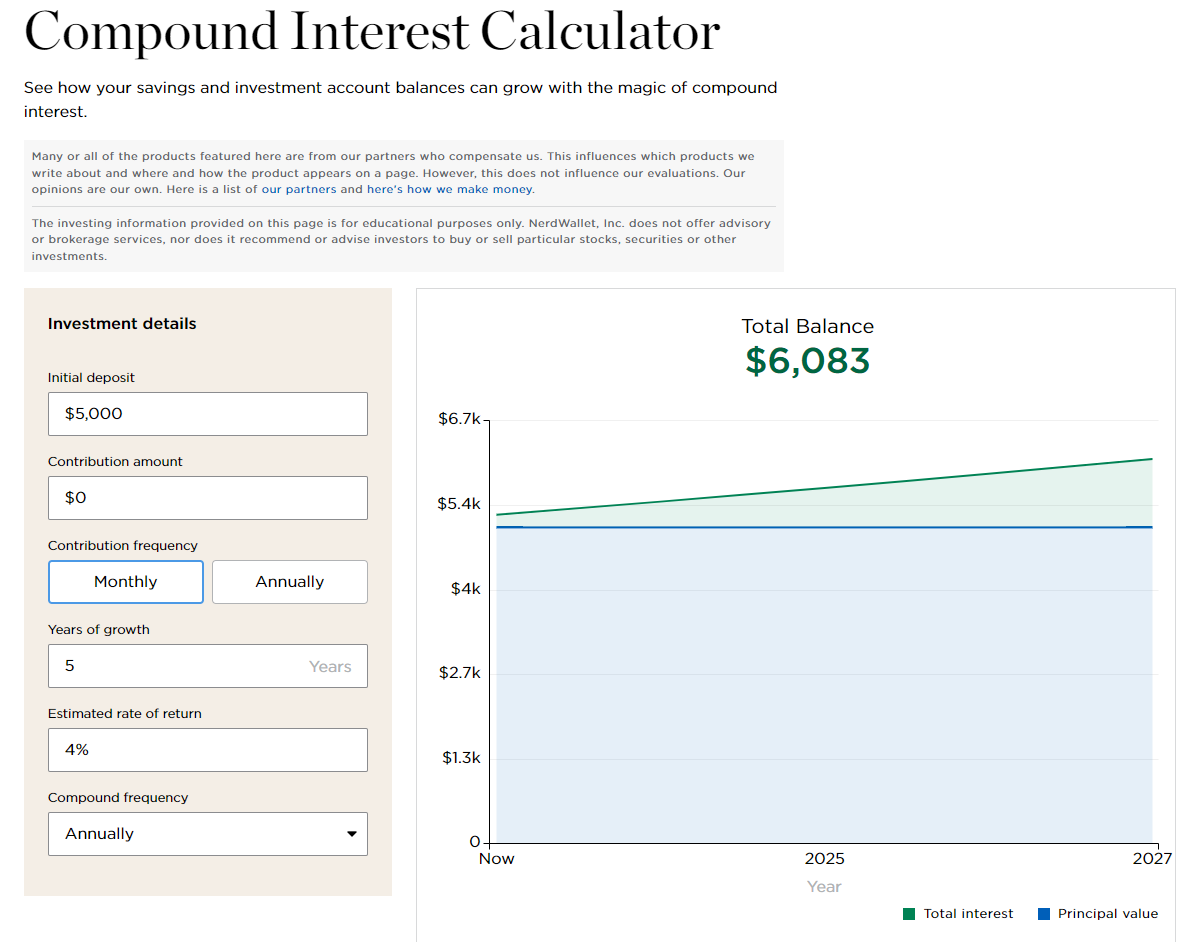 Compound Interest Calculator
See how your savings and investment account balances can grow with the magic of compound
interest.
Many or all of the products featured here are from our partners who compensate us. This influences which products we
write about and where and how the product appears on a page. However, this does not influence our evaluations. Our
opinions are our own. Here is a list of our partners and here's how we make money.
The investing information provided on this page is for educational purposes only. NerdWallet, Inc. does not offer advisory
or brokerage services, nor does it recommend or advise investors to buy or sell particular stocks, securities or other
investments.
Investment details
Initial deposit
$5,000
Contribution amount
$0
Contribution frequency
Monthly
Annually
Years of growth
5
Years
Estimated rate of return
4%
Compound frequency
Annually
Total Balance
$6,083
$6.7k
$5.4k
$4k
$2.7k
$1.3k
0
Now
2025
2027
Year
Total interest
Principal value